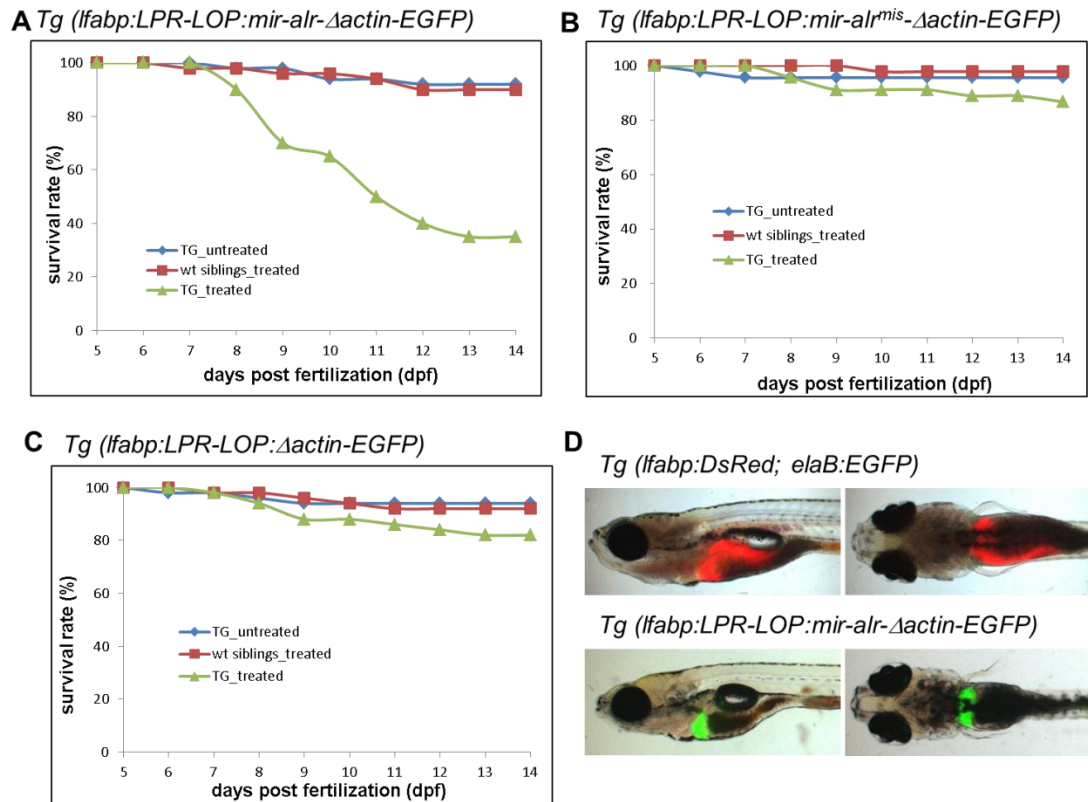 A Tg (lfabp:LPR-LOP:mir-alr-Δactin-EGFP)
survival rate (%)
100
80
60
40
20
0
TG_untreated
wt siblings_treated
TG_treated
5 6 7 8 9 10 11 12 13 14
days post fertilization (dpf)
B Tg (lfabp:LPR-LOP:mir-alrmis-Δactin-EGFP)
survival rate (%)
100
80
60
40
20
0
TG_untreated
wt siblings_treated
TG_treated
5 6 7 8 9 10 11 12 13 14
days post fertilization (dpf)
C Tg (lfabp:LPR-LOP:Δactin-EGFP)
survival rate (%)
100
80
60
40
20
0
TG_untreated
wt siblings_treated
TG_treated
5 6 7 8 9 10 11 12 13 14
days post fertilization (dpf)
D
Tg (lfabp:DsRed; elaB:EGFP)
Tg (lfabp:LPR-LOP:mir-alr-Δactin-EGFP)